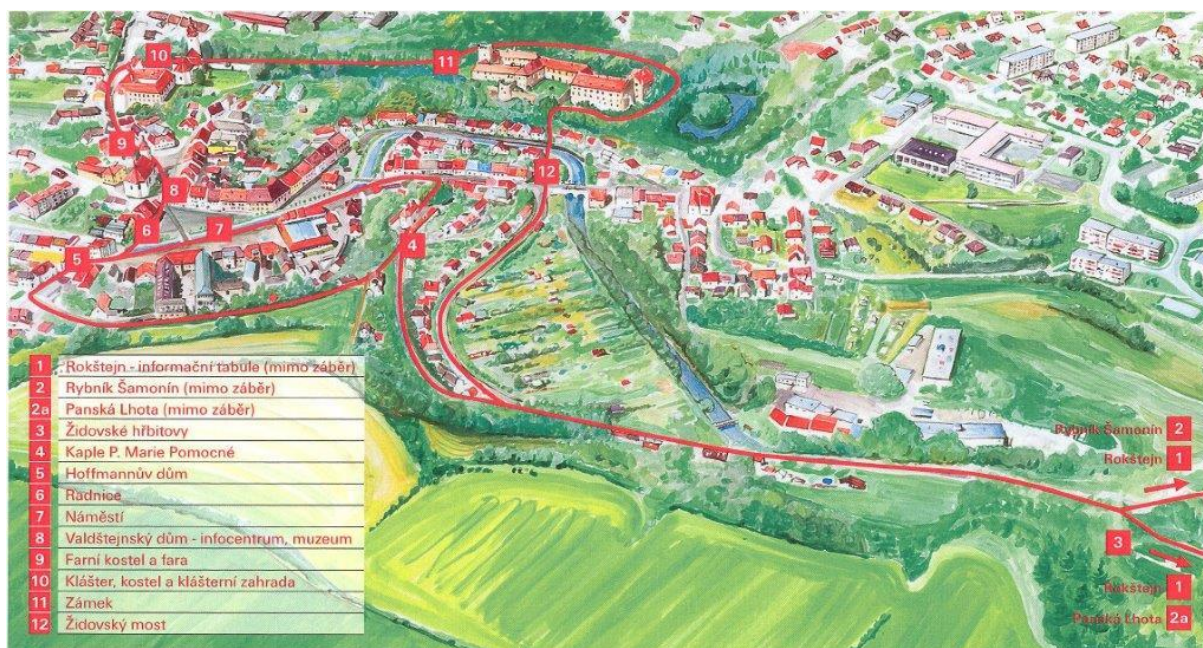 10
11
9
12
8
6
7
5
4
1 Rokštejn - informační tabule (mimo záběr)
2 Rybník Šamonín (mimo záběr)
2a Panská Lhota (mimo záběr)
3 Židovské hřbitovy
4 Kaple P. Marie Pomocné
5 Hoffmannův dům
6 Radnice
7 Náměstí
8 Valdštejnský dům - infocentrum, muzeum
9 Farní kostel a fara
10 Klášter, kostel a klášterní zahrada
11 Zámek
12 Židovský most
Rybník Šamonín 2
Rokštejn 1
3
Rokštejn 1
Panská Lhota 2a